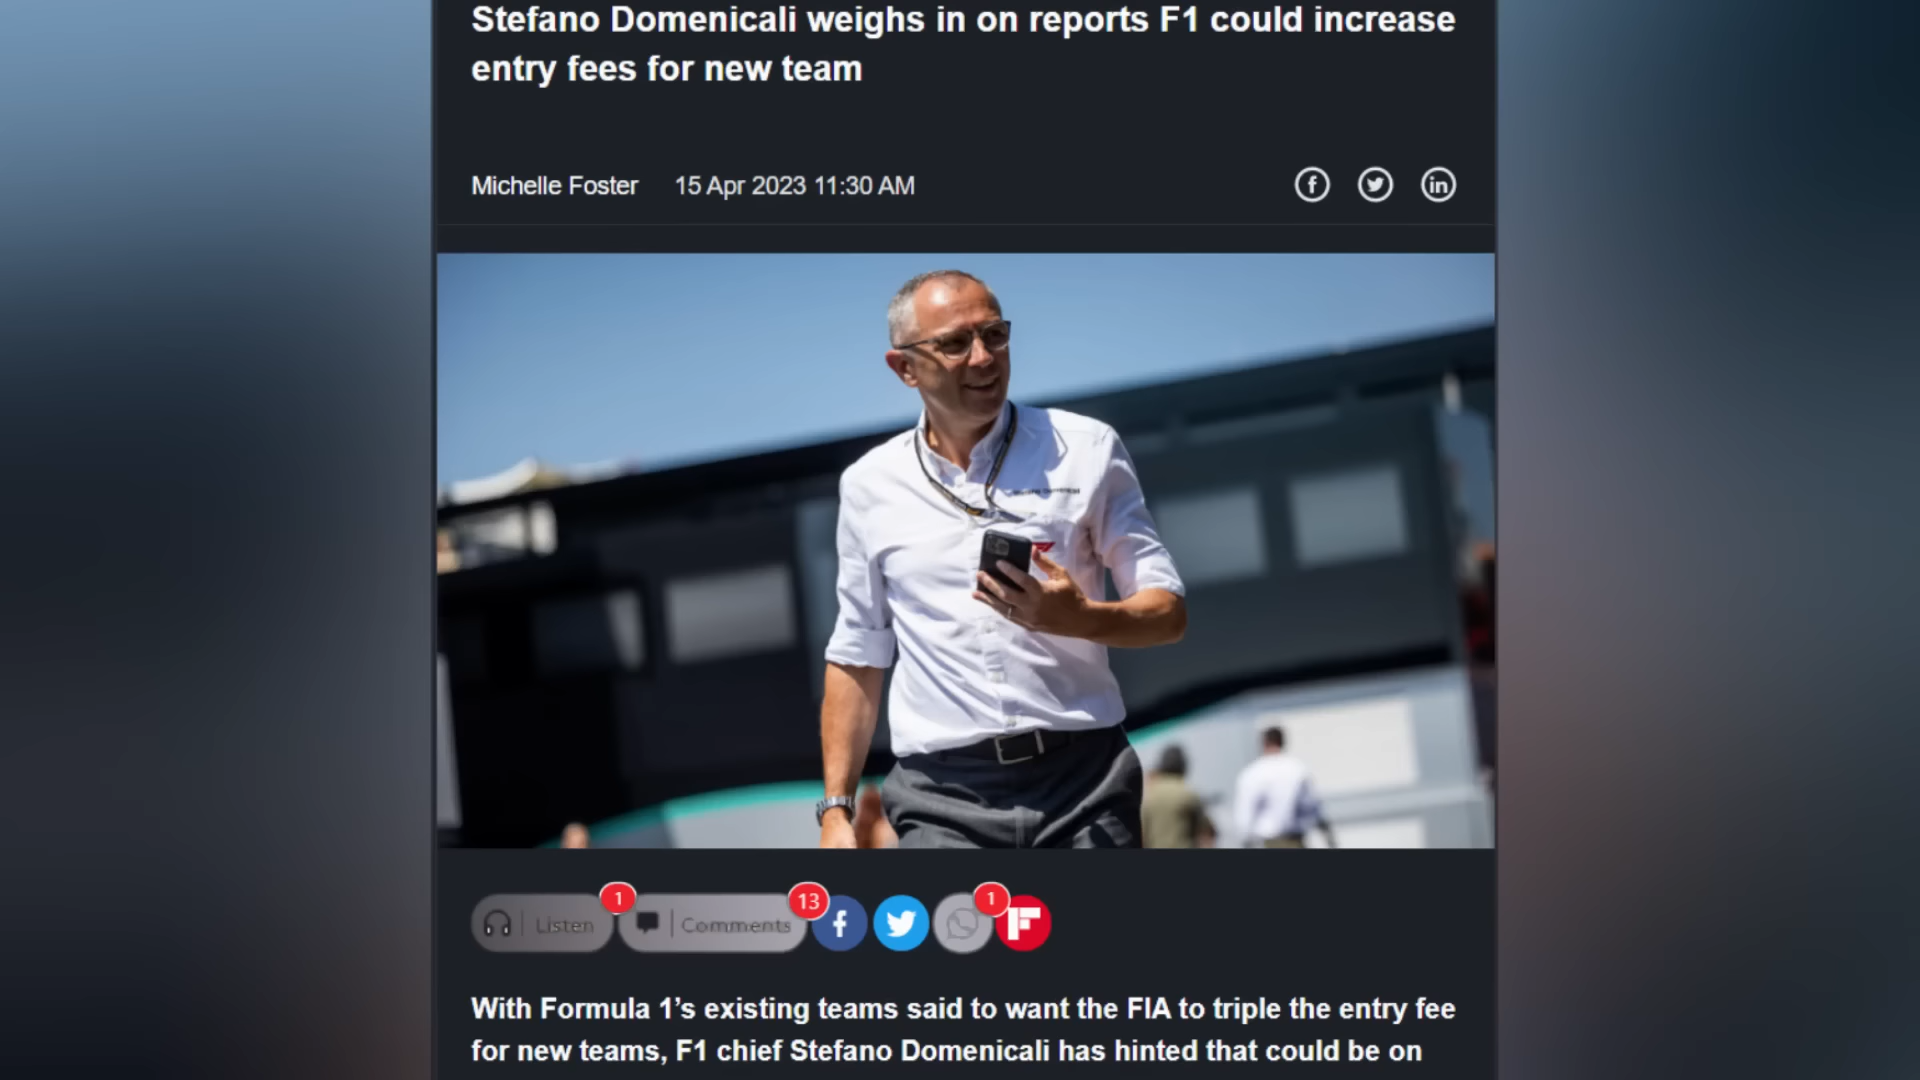 Stefano Domenicali weighs in on reports F1 could increase
entry fees for new team
Michelle Foster 15 Apr 2023 11:30 AM
Stefano Domenicali
1
13
1
Listen
Comments
With Formula 1’s existing teams said to want the FIA to triple the entry fee
for new teams, F1 chief Stefano Domenicali has hinted that could be on